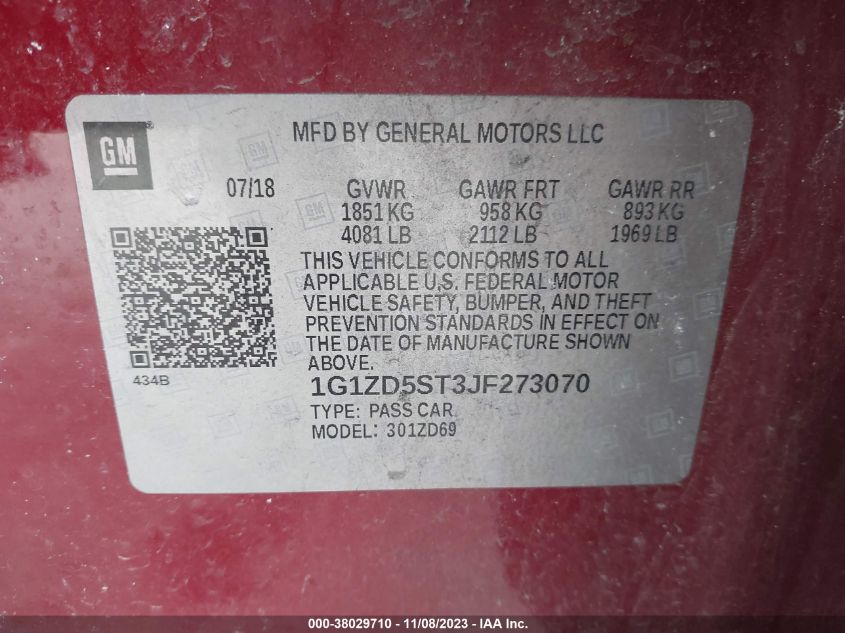 GM
MFD BY GENERAL MOTORS LLC
07/18 GVWR GAWR FRT GAWR RR
1851 KG 958 KG 893 KG
4081 LB 2112 LB 1969 LB
THIS VEHICLE CONFORMS TO ALL
APPLICABLE U.S. FEDERAL MOTOR
VEHICLE SAFETY, BUMPER, AND THEFT
PREVENTION STANDARDS IN EFFECT ON
THE DATE OF MANUFACTURE SHOWN
ABOVE.
434B
1G1ZD5ST3JF273070
TYPE: PASS CAR
MODEL: 301ZD69
000-38029710 - 11/08/2023 - IAA Inc.